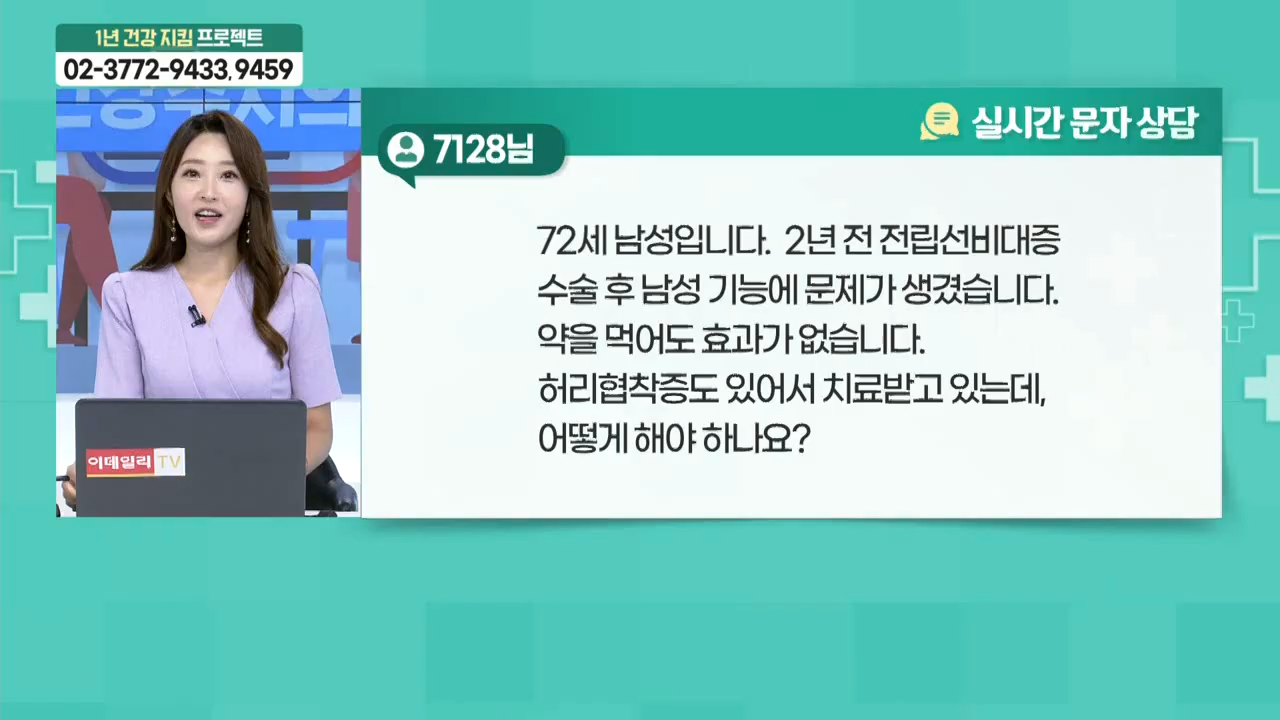 1년 건강 지킴 프로젝트
02-3772-9433, 9459
실시간 문자 상담
7128님
72세 남성입니다. 2년 전 전립선비대증
수술 후 남성 기능에 문제가 생겼습니다.
약을 먹어도 효과가 없습니다.
허리협착증도 있어서 치료받고 있는데,
어떻게 해야 하나요?
이데일리 TV